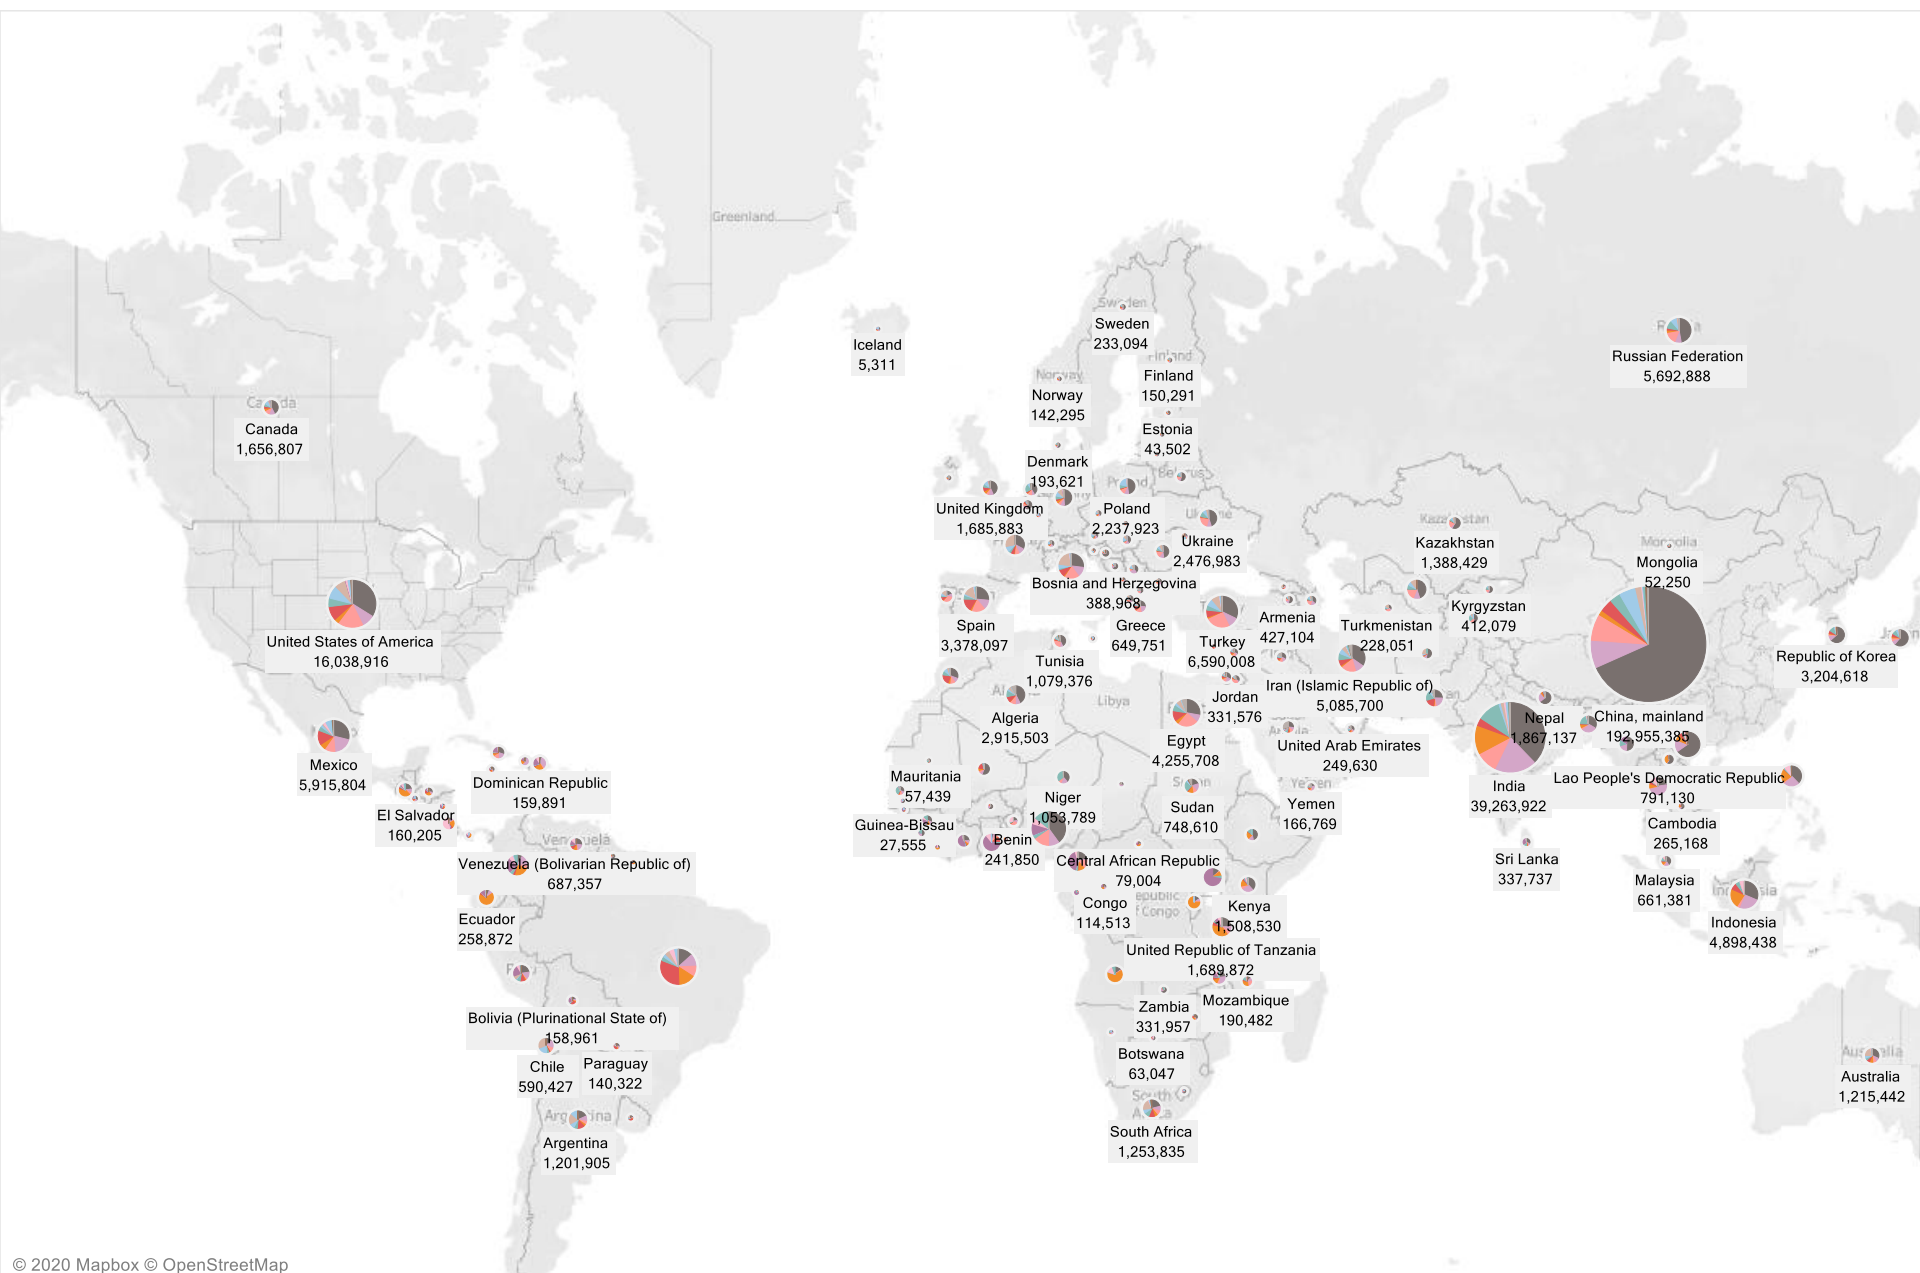 Greenland
Sweden
Sweden
233,094
Iceland
5,311
Finland
Finland
150,291
Russian Federation
5,692,888
Norway
Norway
142,295
Canada
1,656,807
Estonia
43,502
Denmark
193,621
United Kingdom
1,685,883
Poland
2,237,923
Ukraine
2,476,983
Kazakhstan
1,388,429
Mongolia
Mongolia
52,250
Bosnia and Herzegovina
388,968
Kyrgyzstan
412,079
Armenia
427,104
Spain
3,378,097
Greece
649,751
Turkmenistan
228,051
United States of America
16,038,916
Turkey
6,590,008
Republic of Korea
3,204,618
Tunisia
1,079,376
Iran (Islamic Republic of)
5,085,700
Libya
Jordan
331,576
Algeria
2,915,503
Nepal
1,867,137
China, mainland
192,955,385
Egypt
4,255,708
United Arab Emirates
249,630
Mexico
5,915,804
Mauritania
57,439
Dominican Republic
159,891
Lao People's Democratic Republic
791,130
India
39,263,922
Niger
1,053,789
Sudan
748,610
Yemen
Yemen
166,769
El Salvador
160,205
Guinea-Bissau
27,555
Cambodia
265,168
Benin
241,850
Venezuela (Bolivarian Republic of)
687,357
Central African Republic
79,004
Sri Lanka
337,737
Malaysia
661,381
Congo
114,513
of Congo
Kenya
1,508,530
Ecuador
258,872
Indonesia
4,898,438
United Republic of Tanzania
1,689,872
Zambia
331,957
Mozambique
190,482
Bolivia (Plurinational State of)
158,961
Botswana
63,047
Chile
590,427
Paraguay
140,322
Australia
1,215,442
South
South Africa
1,253,835
Argentina
1,201,905
© 2020 Mapbox © OpenStreetMap